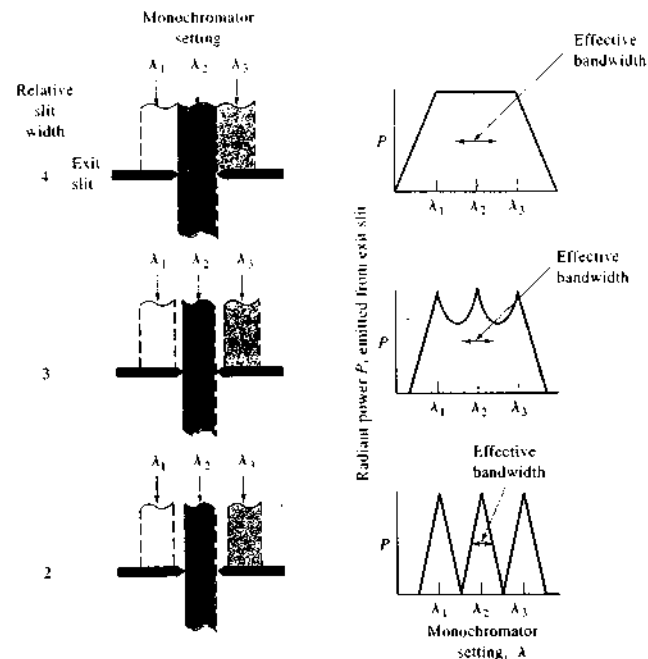 Monochromator
setting
λ1 λ2 λ3
Relative
slit
width
4
Exit
slit
λ1 λ2 λ3
3
λ1 λ2 λ3
2
Radiant power P, emitted from exit slit
Effective
bandwidth
P
λ1 λ2 λ3
Effective
bandwidth
P
λ1 λ2 λ3
Effective
bandwidth
P
λ1 λ2 λ3
Monochromator
setting, λ